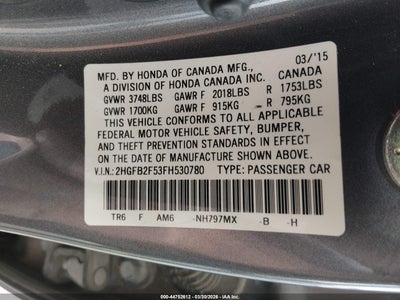 MFD. BY HONDA OF CANADA MFG., 03/'15
A DIVISION OF HONDA CANADA INC. CANADA
GVWR 3748LBS GAWR F 2018LBS R 1753LBS
GVWR 1700KG GAWR F 915KG R 795KG
THIS VEHICLE CONFORMS TO ALL APPLICABLE
FEDERAL MOTOR VEHICLE SAFETY, BUMPER,
AND THEFT PREVENTION STANDARDS IN EFFECT
ON THE DATE OF MANUFACTURE SHOWN ABOVE.
V.I.N.: 2HGFB2F53FH530780 TYPE: PASSENGER CAR
TR6 F AM6 -NH797MX -B -H
000-44752612 - 03/30/2026 - IAA Inc. (US)